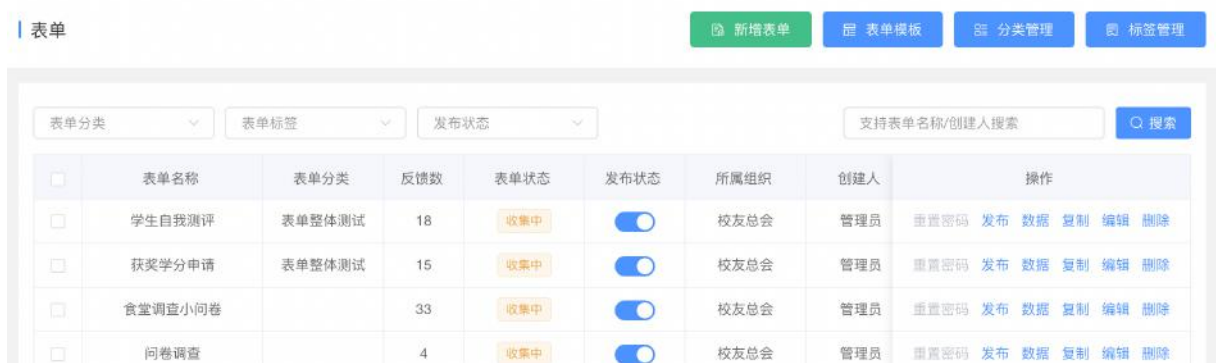 表单 新增表单 表单模板 分类管理 标签管理
表单分类 表单标签 发布状态 支持表单名称/创建人搜索 搜索
表单名称 表单分类 反馈数 表单状态 发布状态 所属组织 创建人 操作
学生自我测评 表单整体测试 18 收集中 校友总会 管理员 重置密码 发布 数据 复制 编辑 删除
获奖学分申请 表单整体测试 15 收集中 校友总会 管理员 重置密码 发布 数据 复制 编辑 删除
食堂调查小问卷 33 收集中 校友总会 管理员 重置密码 发布 数据 复制 编辑 删除
问卷调查 4 收集中 校友总会 管理员 重置密码 发布 数据 复制 编辑 删除